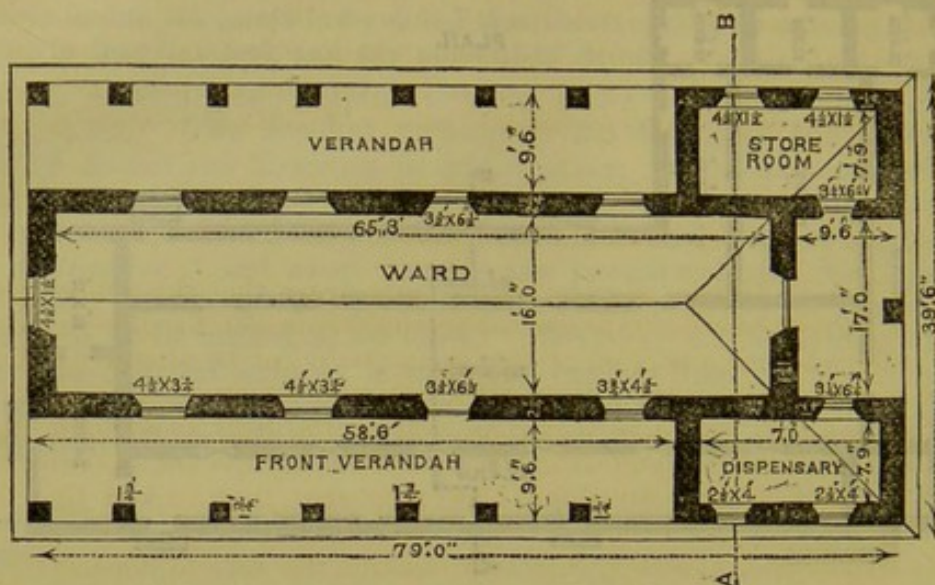 B
VERANDAH
9'.6"
4½X1½
4½X1½
STORE
ROOM
7'.9
3½X6½
65'.3'
3½X6½
9'.6"
WARD
16'.0
17'.0"
39'.6"
4½X1½
4½X3½
4½X3½
3½X6½
3½X4½
3½X6½
58'.6'
7.0
FRONT VERANDAH
9'.6"
DISPENSARY
7'.9"
2½X4'
2½X4'
79'.0"
A